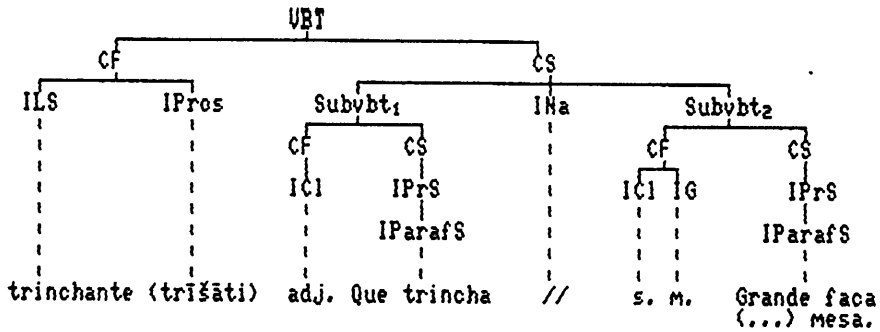 VBT
CF CS
ILS IPros Subvbt₁ INa Subvbt₂
CF CS CF CS
ICl IPrS ICl IG IPrS
IParafS IParafS
trinchante (trĩšãti) adj. Que trincha // s. m. Grande faca
(...) mesa.